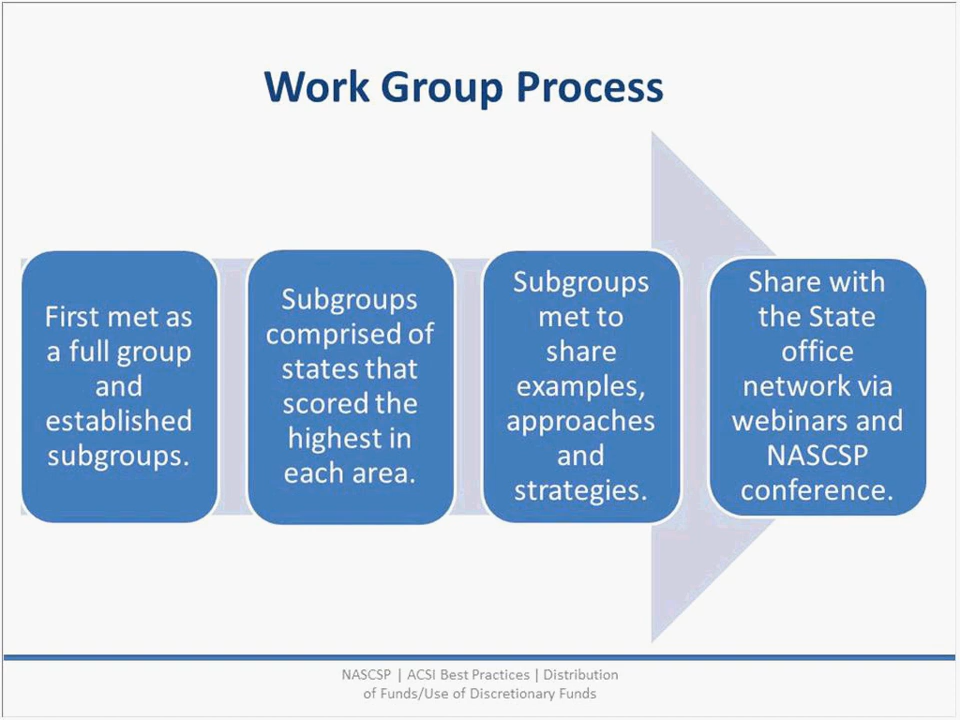 Work Group Process
First met as
a full group
and
established
subgroups.
Subgroups
comprised of
states that
scored the
highest in
each area.
Subgroups
met to
share
examples,
approaches
and
strategies.
Share with
the State
office
network via
webinars and
NASCSP
conference.
NASCSP | ACSI Best Practices | Distribution
of Funds/Use of Discretionary Funds